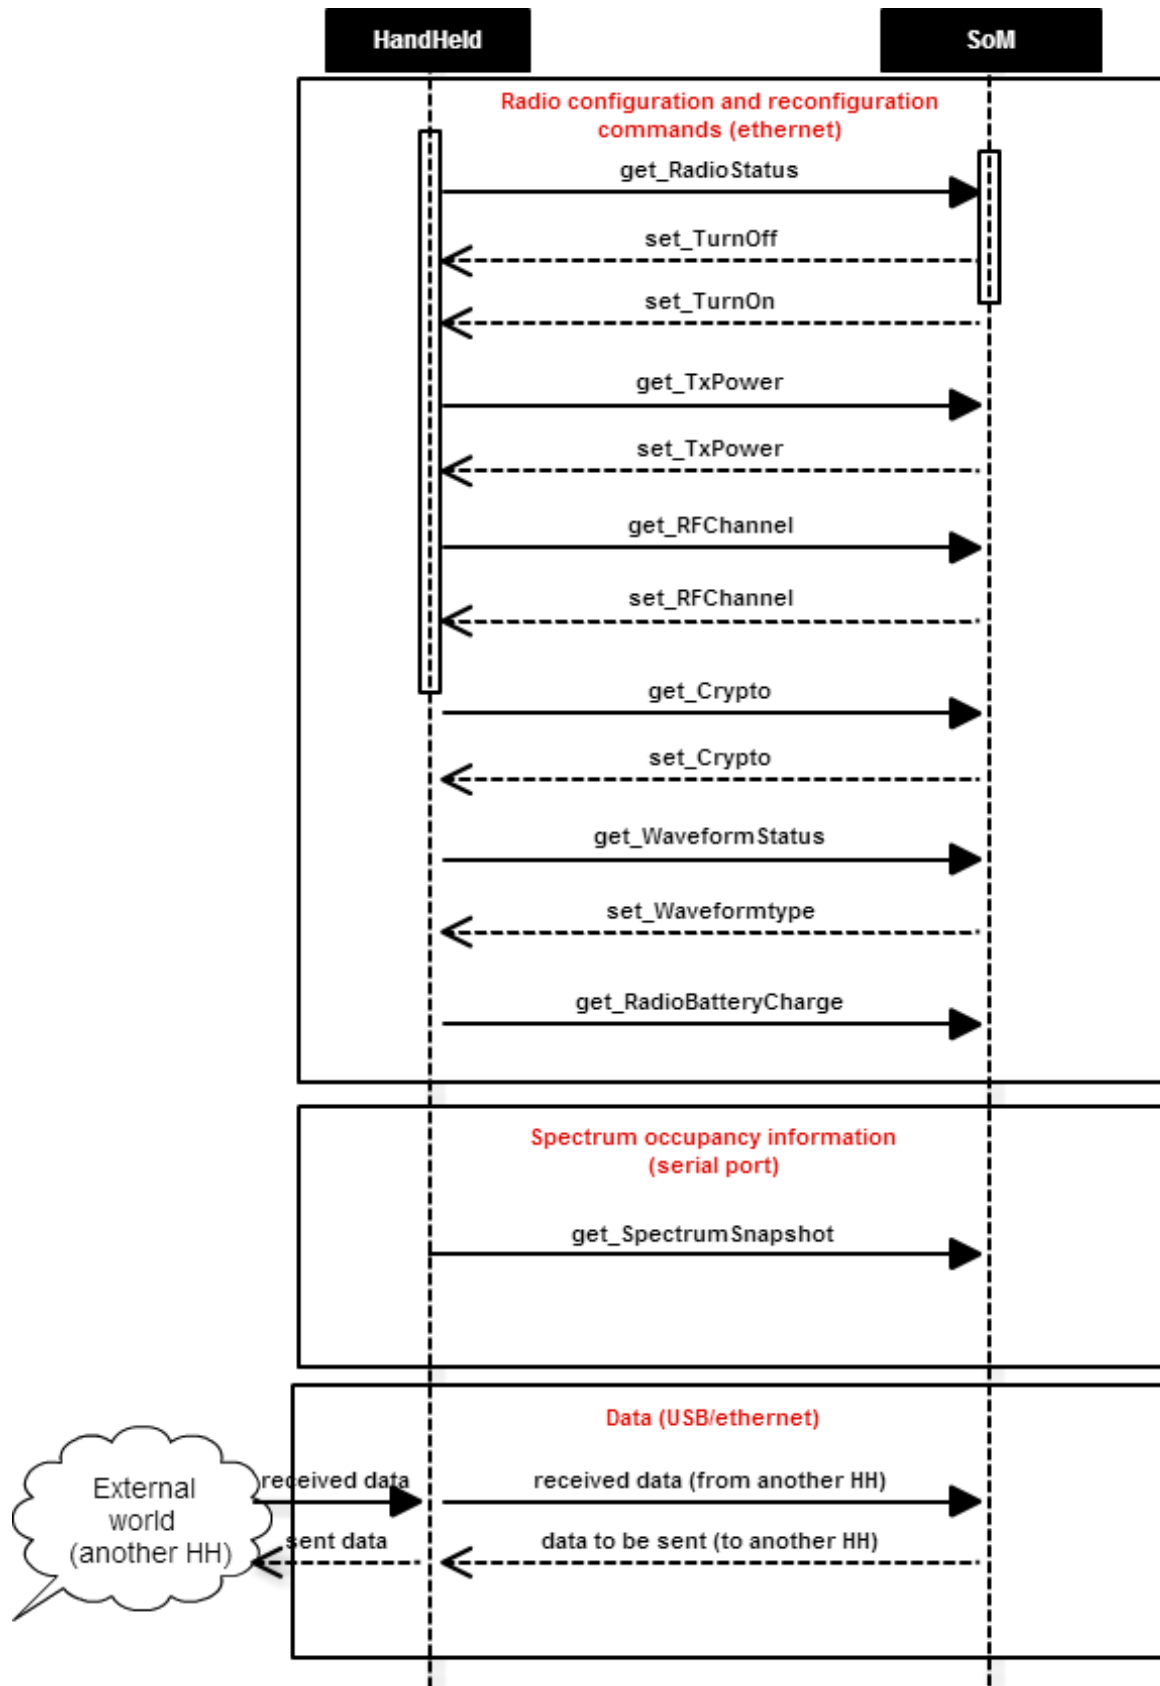 HandHeld
SoM
Radio configuration and reconfiguration
commands (ethernet)
get_RadioStatus
set_TurnOff
set_TurnOn
get_TxPower
set_TxPower
get_RFChannel
set_RFChannel
get_Crypto
set_Crypto
get_WaveformStatus
set_Waveformtype
get_RadioBatteryCharge
Spectrum occupancy information
(serial port)
get_SpectrumSnapshot
Data (USB/ethernet)
External
world
(another HH)
received data
received data (from another HH)
sent data
data to be sent (to another HH)